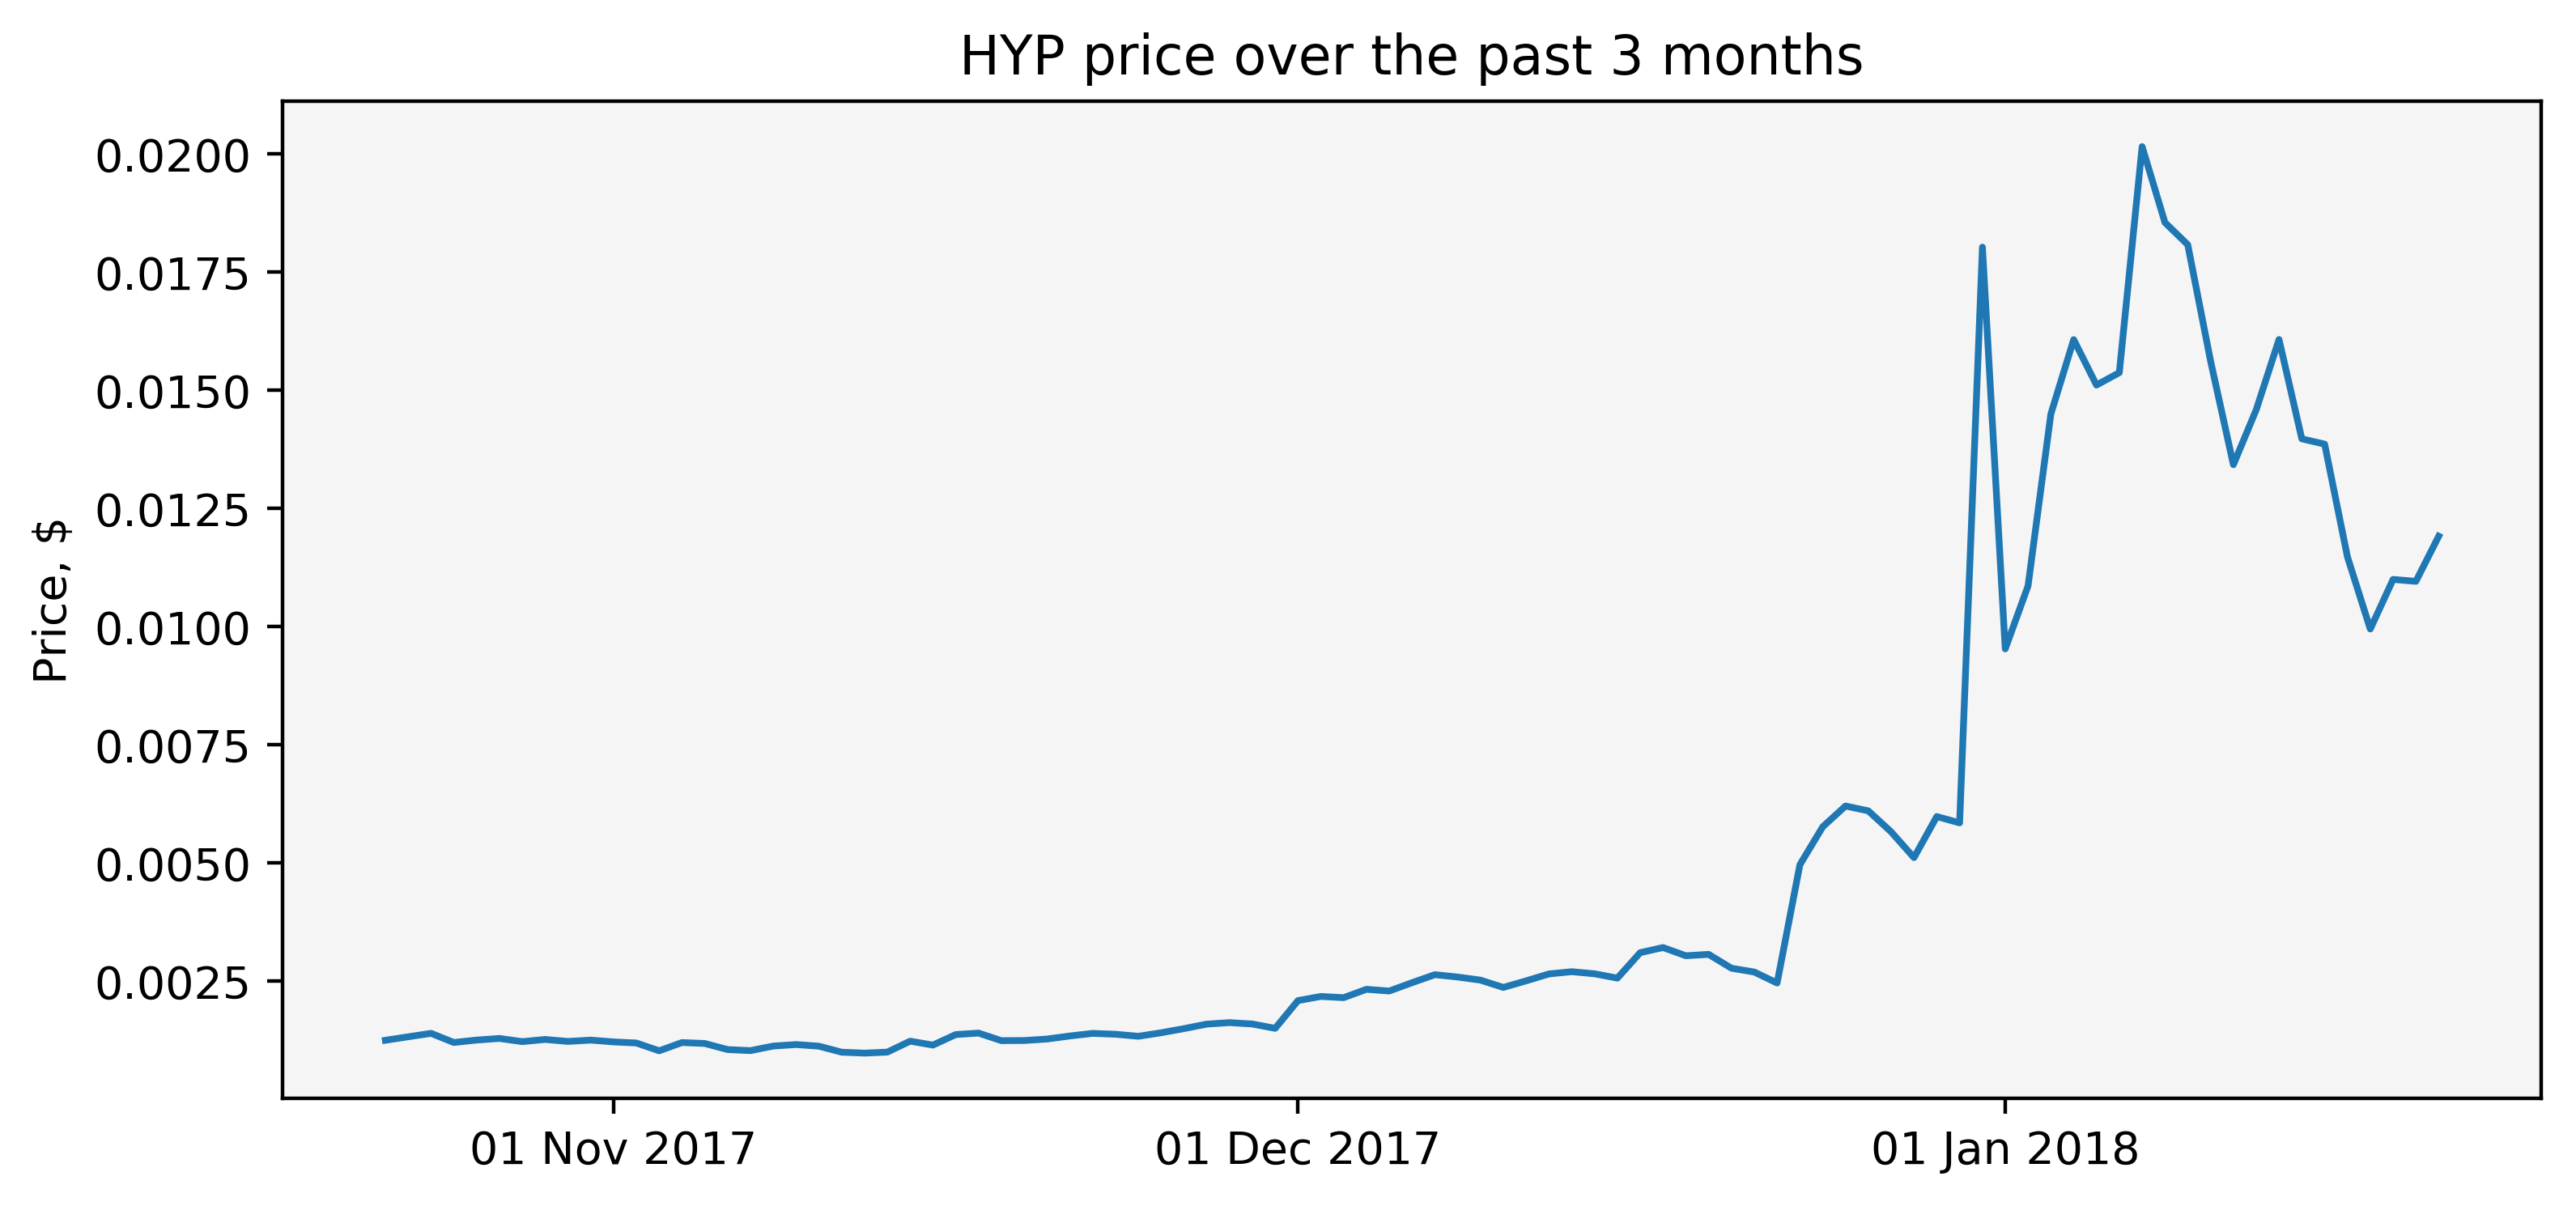 HYP price over the past 3 months
Price, $
0.0200
0.0175
0.0150
0.0125
0.0100
0.0075
0.0050
0.0025
01 Nov 2017
01 Dec 2017
01 Jan 2018